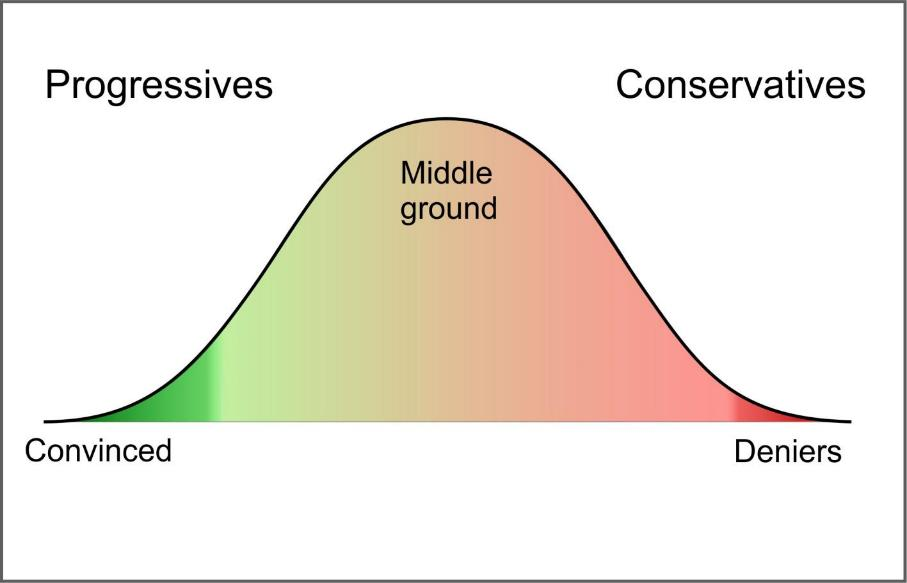 Progressives
Conservatives
Middle
ground
Convinced
Deniers